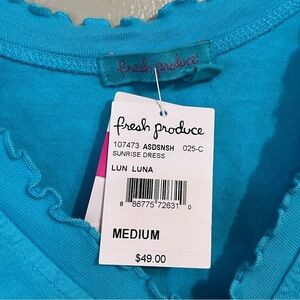 fresh produce
fresh produce
107473 ASDSNSH 025-C
SUNRISE DRESS
LUN LUNA
8 86775 72631 0
MEDIUM
$49.00